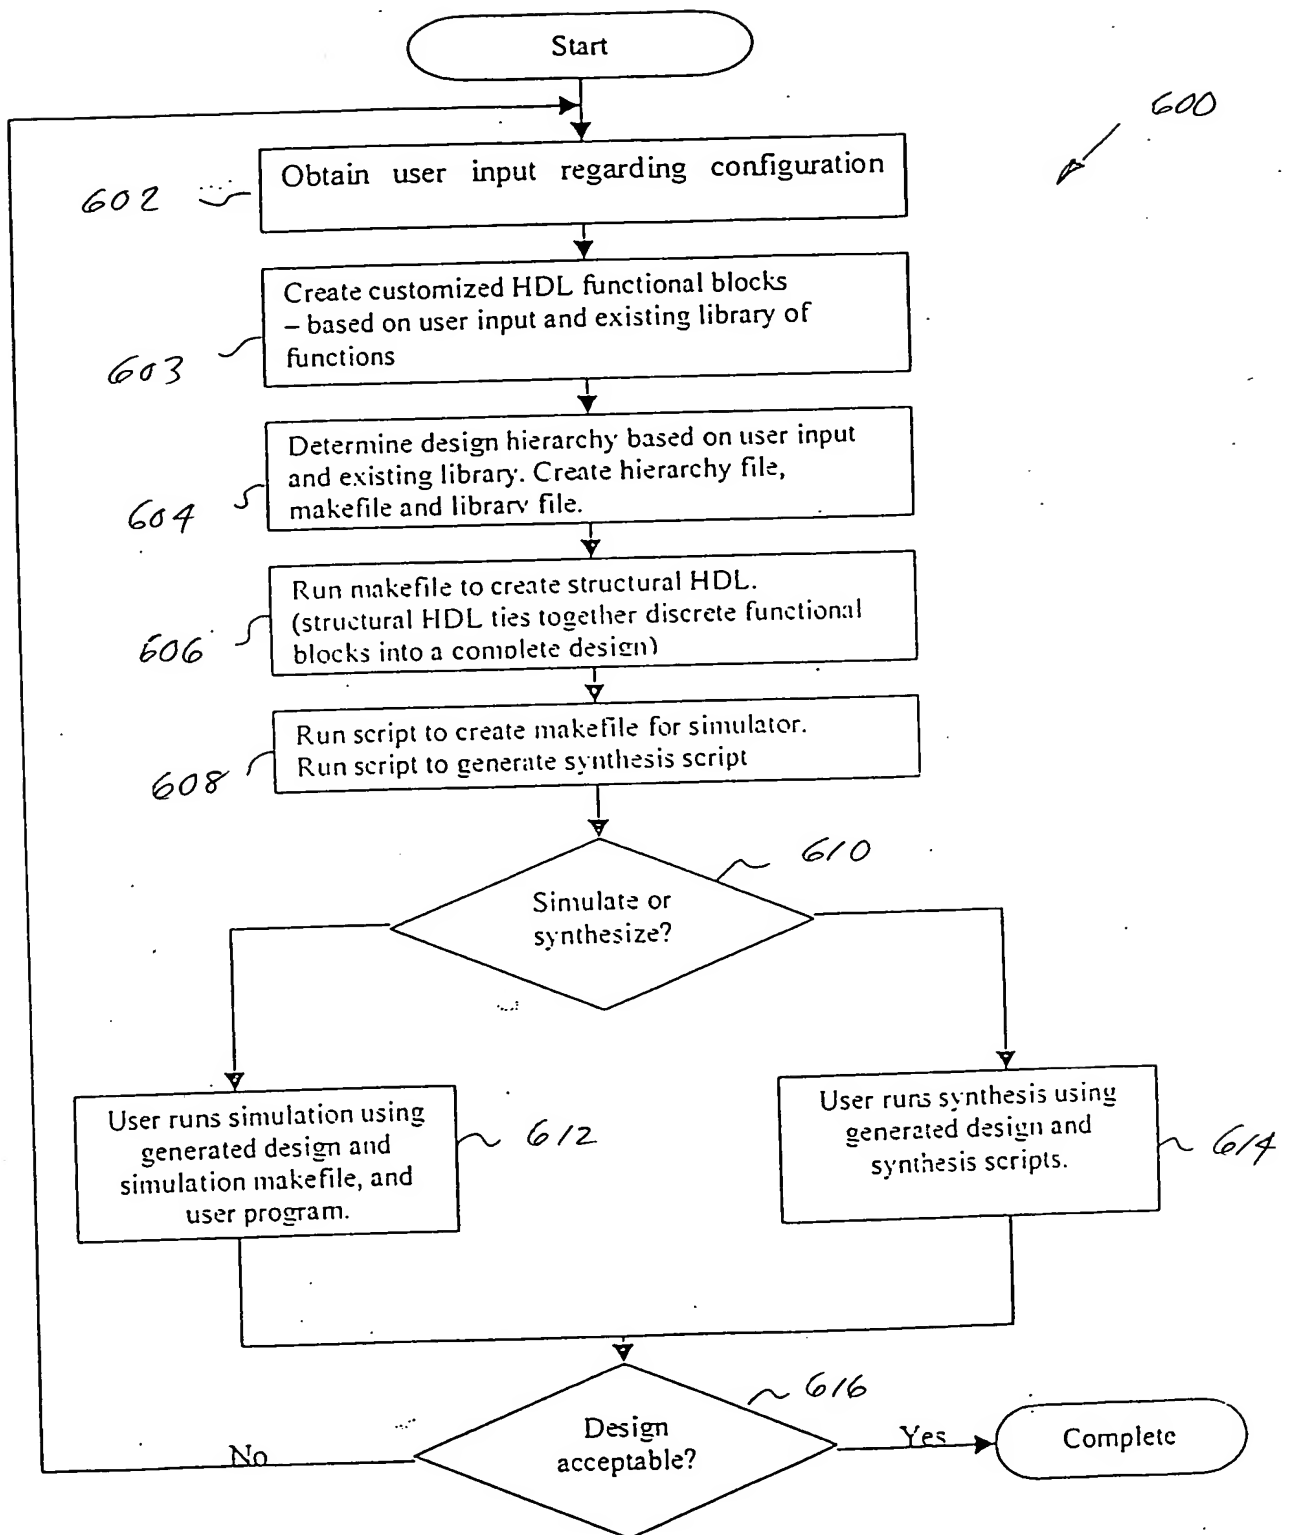 Start
600
Obtain user input regarding configuration
602
Create customized HDL functional blocks
– based on user input and existing library of
functions
603
Determine design hierarchy based on user input
and existing library. Create hierarchy file,
makefile and library file.
604
Run makefile to create structural HDL.
(structural HDL ties together discrete functional
blocks into a complete design)
606
Run script to create makefile for simulator.
Run script to generate synthesis script
608
610
Simulate or
synthesize?
User runs simulation using
generated design and
simulation makefile, and
user program.
612
User runs synthesis using
generated design and
synthesis scripts.
614
616
Design
acceptable?
No
Yes
Complete